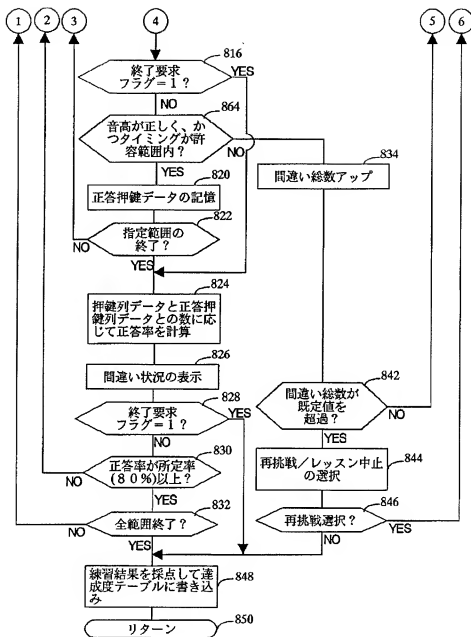 1
2
3
4
5
6
816
終了要求
フラグ＝１？
YES
NO
864
音高が正しく、か
つタイミングが許
容範囲内？
NO
YES
834
間違い総数アップ
820
正答押鍵データの記憶
822
指定範囲の
終了？
NO
YES
824
押鍵列データと正答押
鍵列データとの数に応
じて正答率を計算
826
間違い状況の表示
828
終了要求
フラグ＝１？
YES
NO
842
間違い総数が
既定値を
超過？
NO
YES
830
正答率が所定率
(８０％)以上？
NO
YES
844
再挑戦／レッスン中止
の選択
832
全範囲終了？
NO
YES
846
再挑戦選択？
YES
NO
848
練習結果を採点して達
成度テーブルに書き込
み
850
リターン